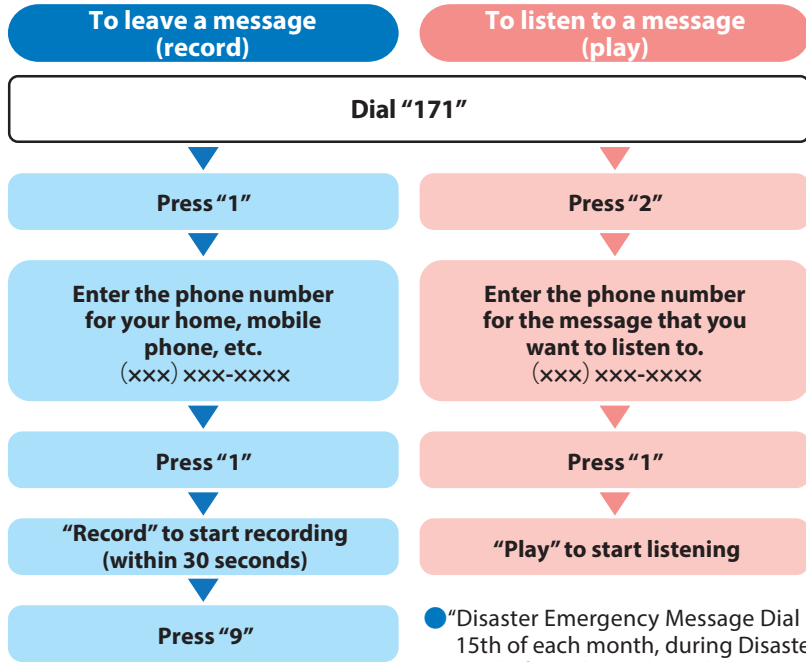 To leave a message
(record)
To listen to a message
(play)
Dial “171”
Press “1”
Enter the phone number
for your home, mobile
phone, etc.
（xxx）xxx-xxxx
Press “1”
“Record” to start recording
(within 30 seconds)
Press “9”
Press “2”
Enter the phone number
for the message that you
want to listen to.
（xxx）xxx-xxxx
Press “1”
“Play” to start listening
●“Disaster Emergency Message Dial
15th of each month, during